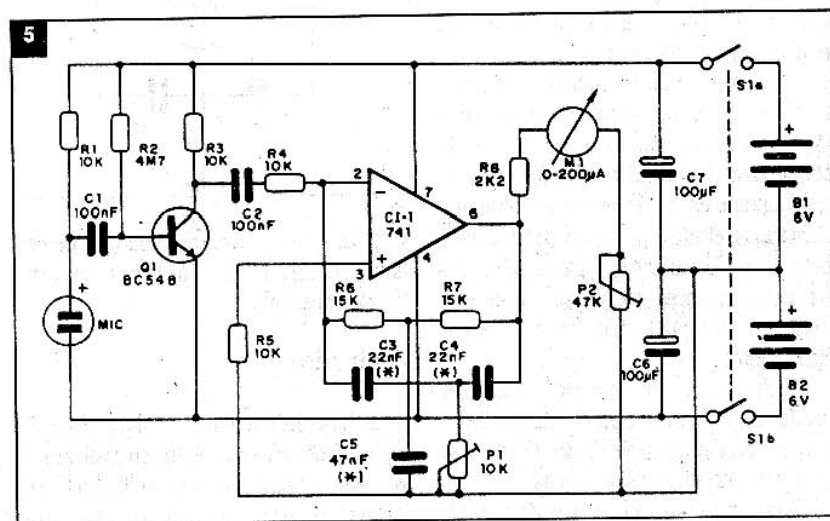 5
S1a
R1
10K
R2
4M7
R3
10K
R4
10K
C1
100nF
C2
100nF
Q1
BC548
+
MIC
2
-
7
CI-1
741
6
+
3
4
R8
2K2
M1
0-200µA
C7
100µF
+
B1
6V
R5
10K
R6
15K
R7
15K
C3
22nF
(*)
C4
22nF
(*)
P2
47K
C6
100µF
+
B2
6V
S1b
C5
47nF
(*)
P1
10K